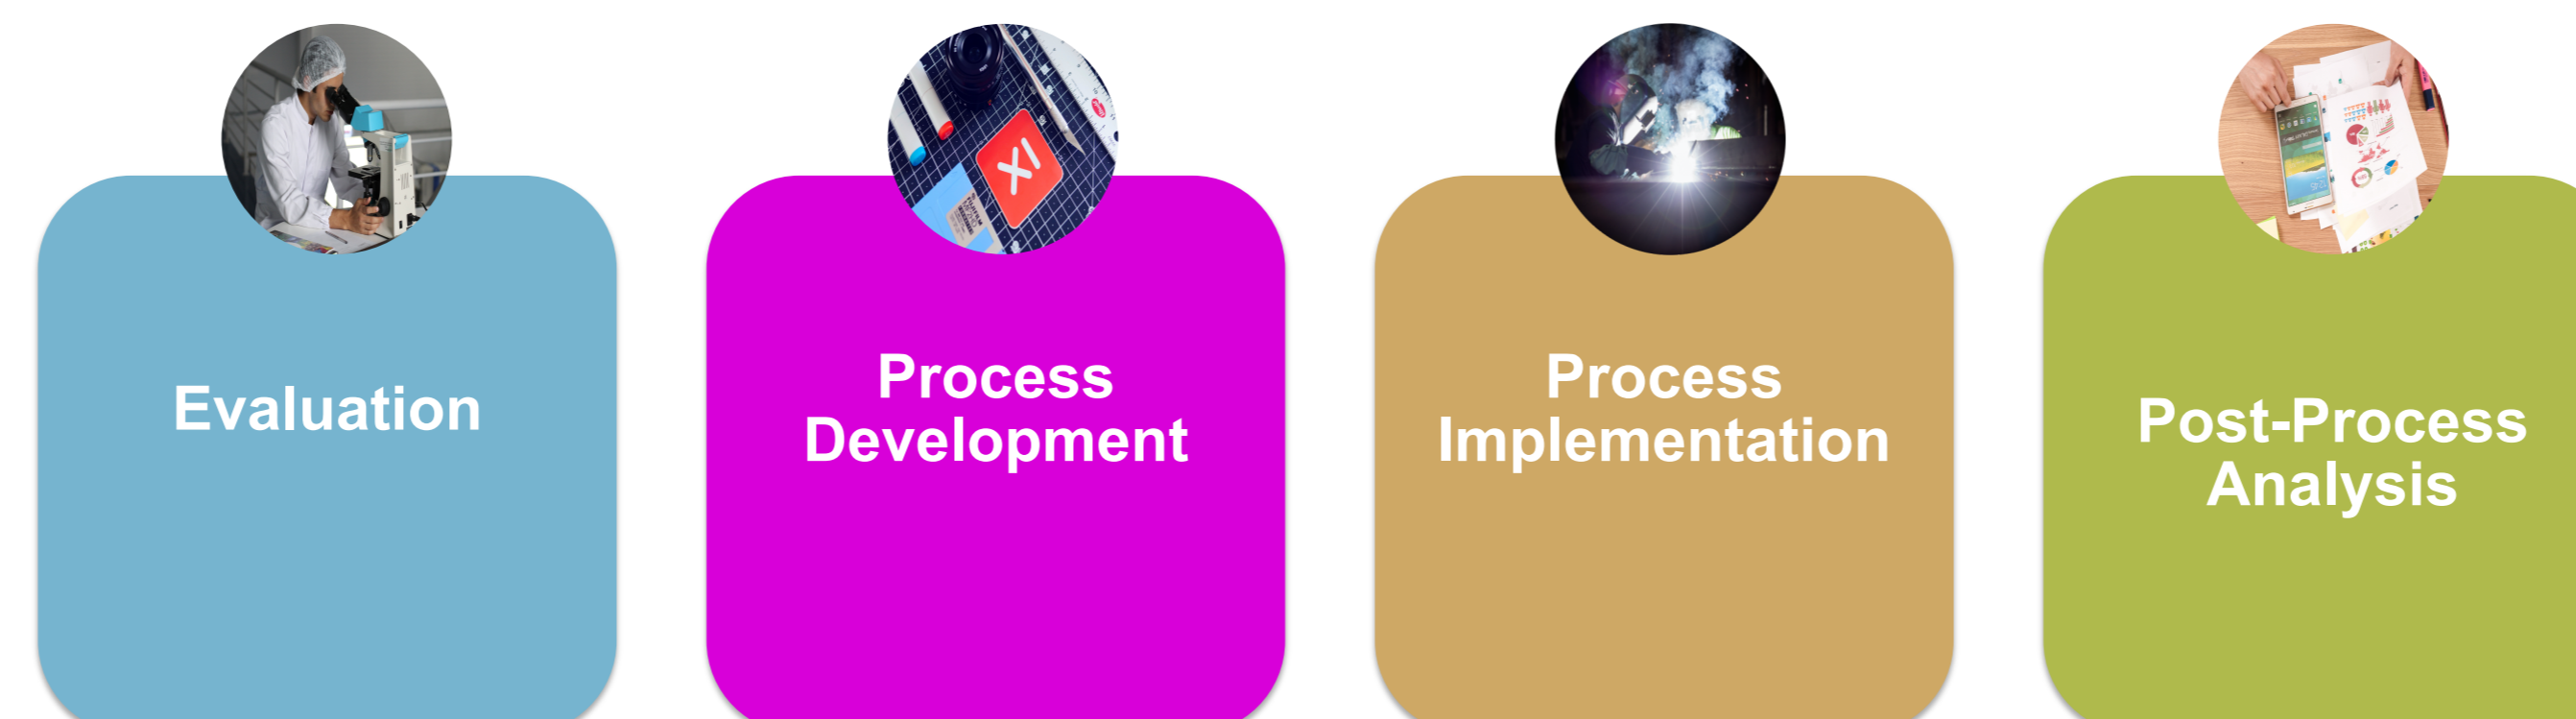 Evaluation
Process
Development
Process
Implementation
Post-Process
Analysis